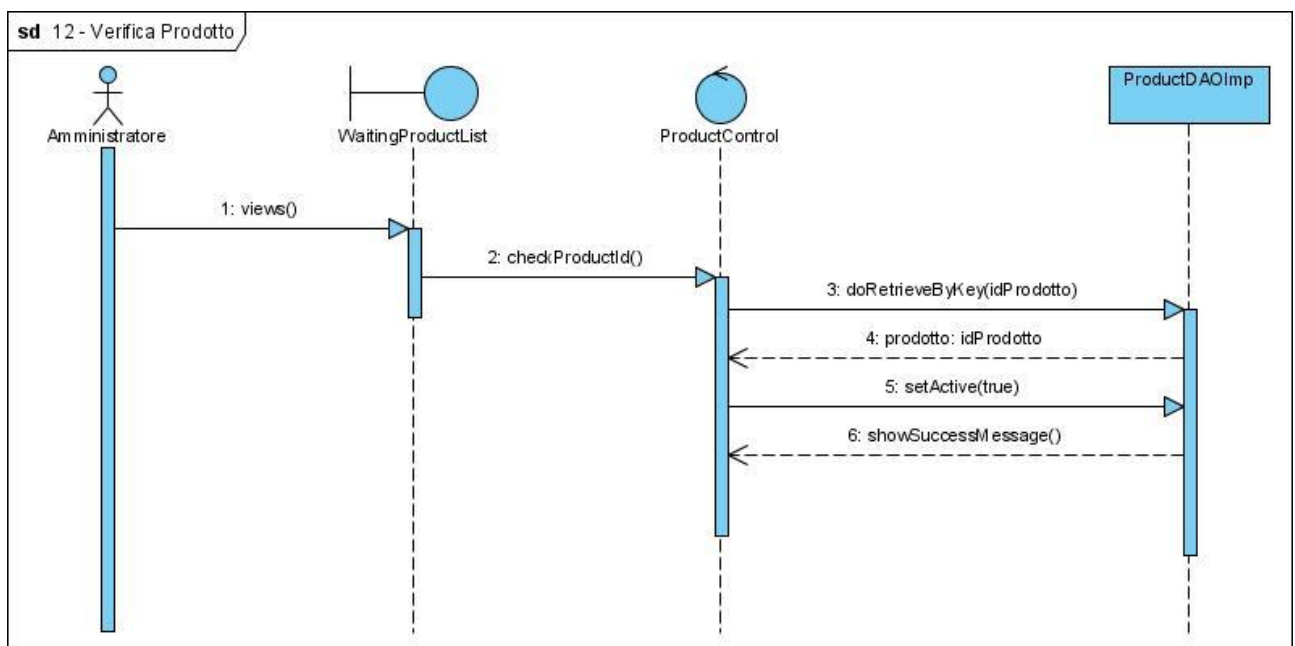 sd 12 - Verifica Prodotto
Amministratore
WaitingProductList
ProductControl
ProductDAOImp
1: views()
2: checkProductId()
3: doRetrieveByKey(idProdotto)
4: prodotto: idProdotto
5: setActive(true)
6: showSuccessMessage()